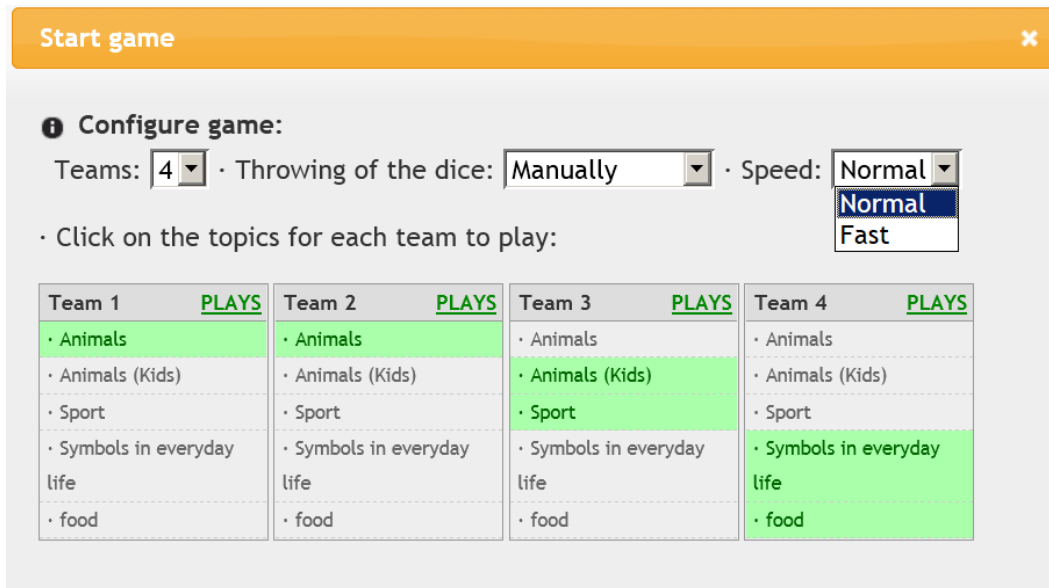 Start game ×
Configure game:
Teams: 4 · Throwing of the dice: Manually · Speed: Normal
Normal
Fast
· Click on the topics for each team to play:
Team 1 PLAYS Team 2 PLAYS Team 3 PLAYS Team 4 PLAYS
· Animals · Animals · Animals · Animals
· Animals (Kids) · Animals (Kids) · Animals (Kids) · Animals (Kids)
· Sport · Sport · Sport · Sport
· Symbols in everyday · Symbols in everyday · Symbols in everyday · Symbols in everyday
life life life life
· food · food · food · food